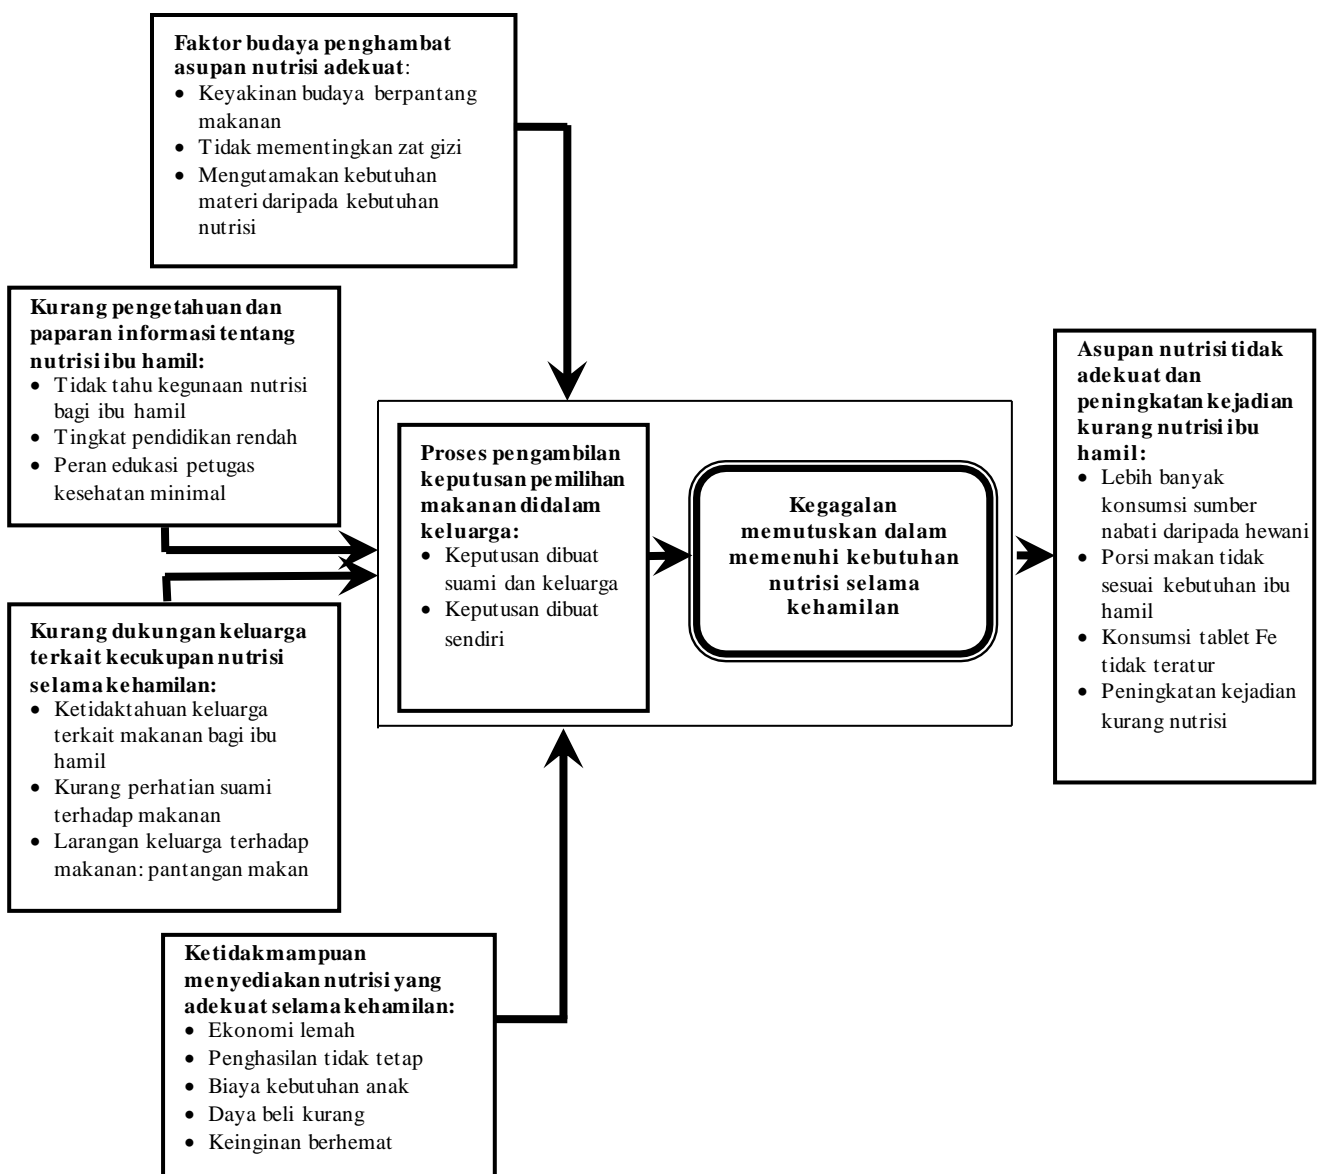 Faktor budaya penghambat
asupan nutrisi adekuat:
• Keyakinan budaya berpantang
makanan
• Tidak mementingkan zat gizi
• Mengutamakan kebutuhan
materi daripada kebutuhan
nutrisi
Kurang pengetahuan dan
paparan informasi tentang
nutrisi ibu hamil:
• Tidak tahu kegunaan nutrisi
bagi ibu hamil
• Tingkat pendidikan rendah
• Peran edukasi petugas
kesehatan minimal
Kurang dukungan keluarga
terkait kecukupan nutrisi
selama kehamilan:
• Ketidaktahuan keluarga
terkait makanan bagi ibu
hamil
• Kurang perhatian suami
terhadap makanan
• Larangan keluarga terhadap
makanan: pantangan makan
Ketidakmampuan
menyediakan nutrisi yang
adekuat selama kehamilan:
• Ekonomi lemah
• Penghasilan tidak tetap
• Biaya kebutuhan anak
• Daya beli kurang
• Keinginan berhemat
Proses pengambilan
keputusan pemilihan
makanan didalam
keluarga:
• Keputusan dibuat
suami dan keluarga
• Keputusan dibuat
sendiri
Kegagalan
memutuskan dalam
memenuhi kebutuhan
nutrisi selama
kehamilan
Asupan nutrisi tidak
adekuat dan
peningkatan kejadian
kurang nutrisi ibu
hamil:
• Lebih banyak
konsumsi sumber
nabati daripada hewani
• Porsi makan tidak
sesuai kebutuhan ibu
hamil
• Konsumsi tablet Fe
tidak teratur
• Peningkatan kejadian
kurang nutrisi